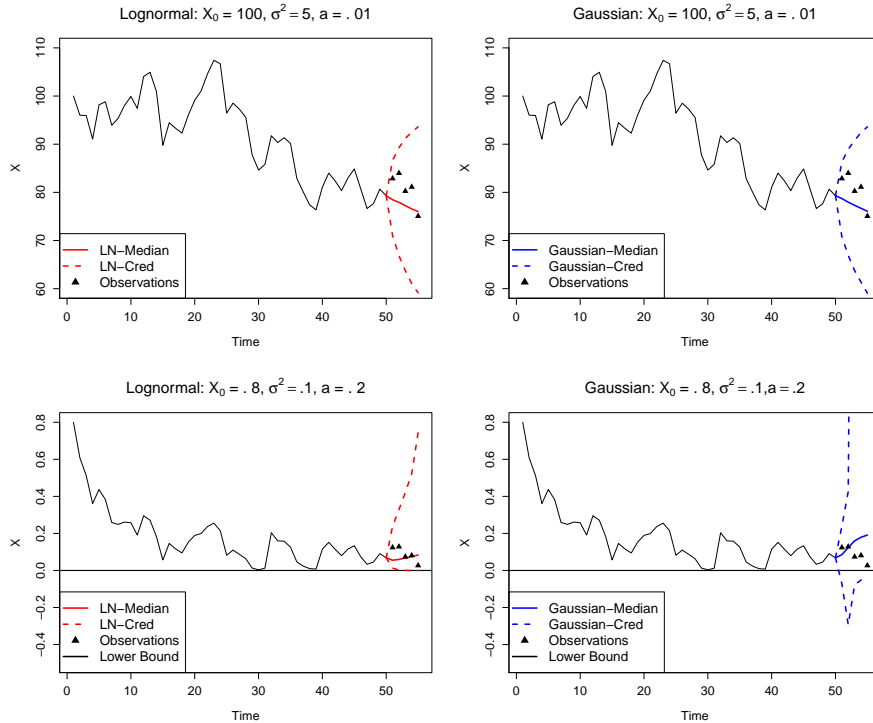 Lognormal: X₀ = 100, σ² = 5, a = . 01
110
100
90
80
70
60
X
LN−Median
LN−Cred
Observations
0 10 20 30 40 50
Time
Gaussian: X₀ = 100, σ² = 5, a = . 01
110
100
90
80
70
60
X
Gaussian−Median
Gaussian−Cred
Observations
0 10 20 30 40 50
Time
Lognormal: X₀ = . 8, σ² = .1, a = . 2
0.8
0.6
0.4
0.2
0.0
−0.2
−0.4
X
LN−Median
LN−Cred
Observations
Lower Bound
0 10 20 30 40 50
Time
Gaussian: X₀ = . 8, σ² = .1,a = .2
0.8
0.6
0.4
0.2
0.0
−0.2
−0.4
X
Gaussian−Median
Gaussian−Cred
Observations
Lower Bound
0 10 20 30 40 50
Time